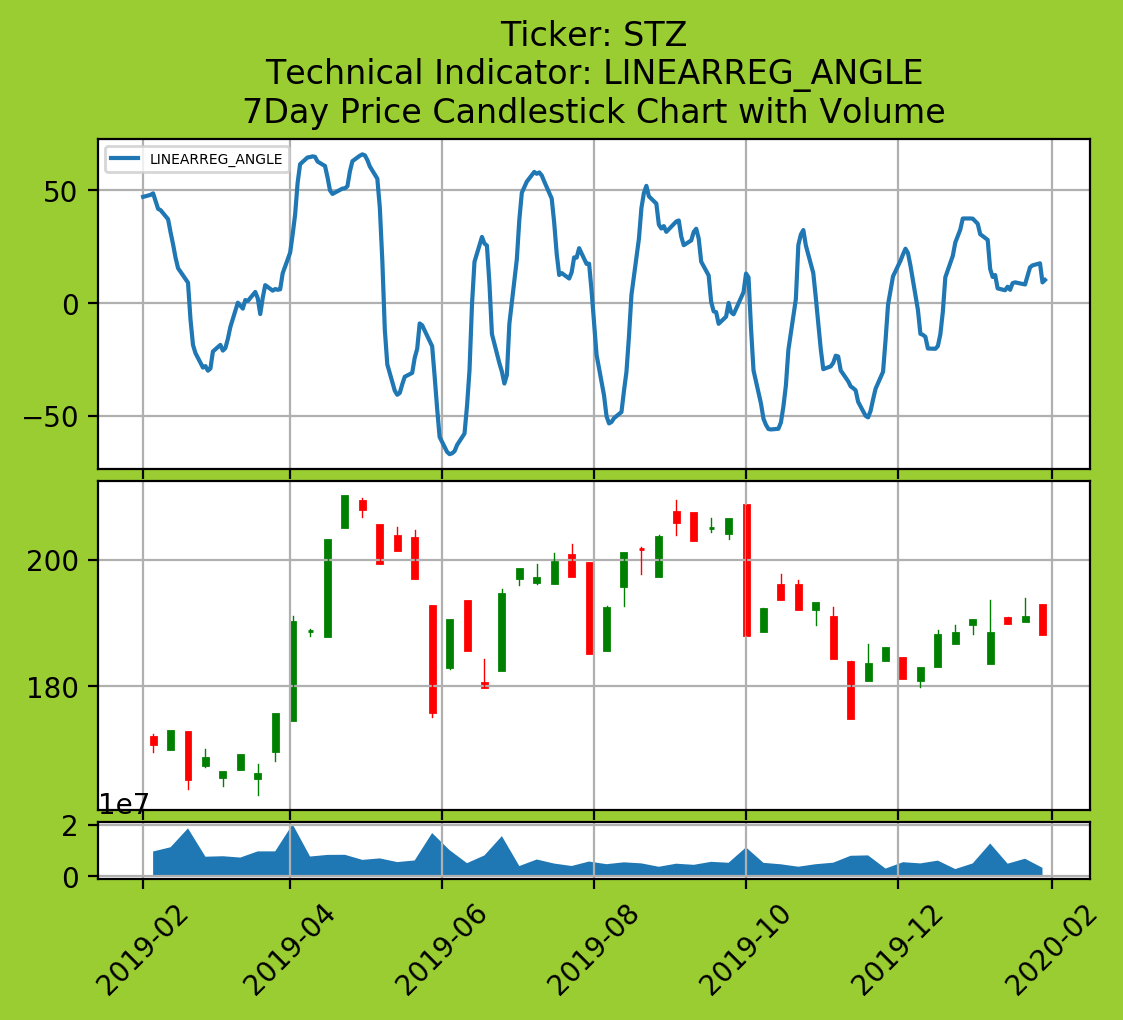 Ticker: STZ
Technical Indicator: LINEARREG_ANGLE
7Day Price Candlestick Chart with Volume
LINEARREG_ANGLE
50
0
−50
200
180
1e7
2
0
2019-02
2019-04
2019-06
2019-08
2019-10
2019-12
2020-02